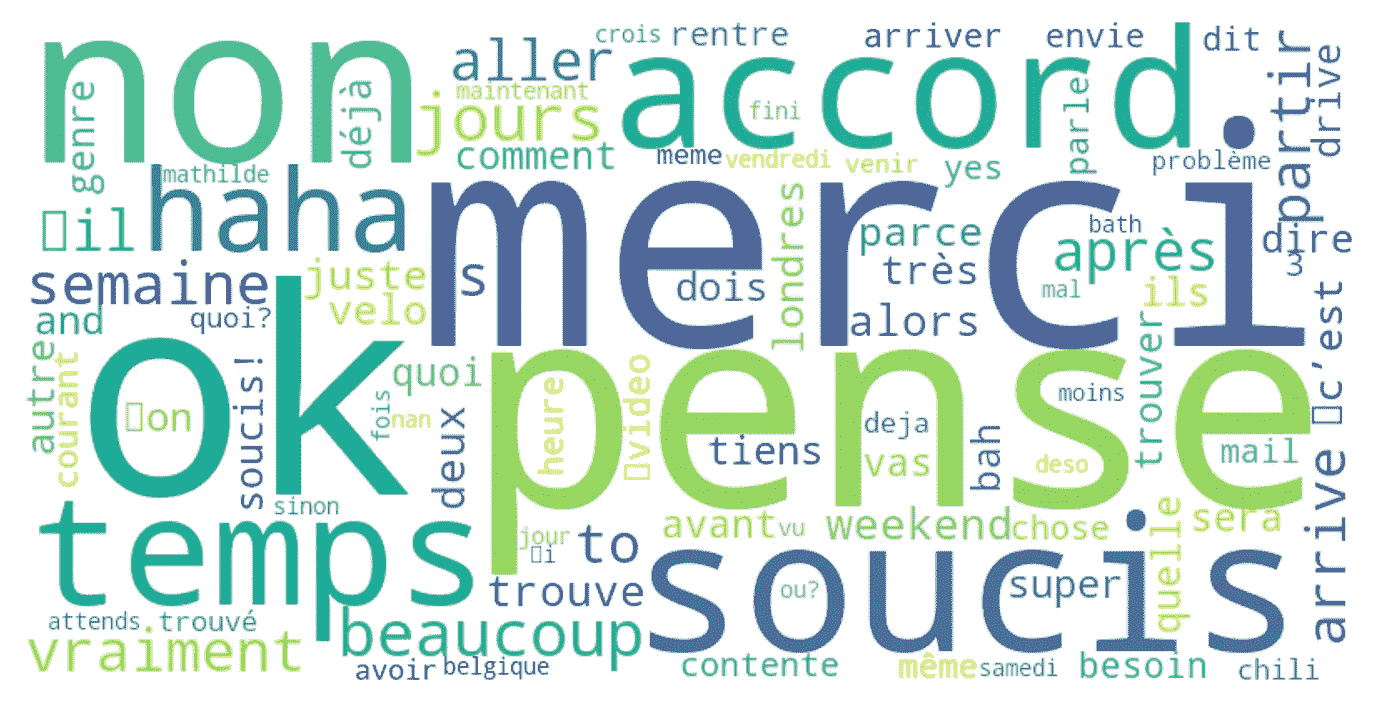 non
accord
merci
ok
pense
temps
soucis
haha
jours
aller
crois
rentre
arriver
envie
dit
partir
drive
maintenant
fini
parle
genre
déjà
comment
meme
vendredi
venir
yes
problème
mathilde
▯il
londres
parce
bath
après
dire
semaine
juste
s
dois
très
mal
ils
3
velo
and
quoi?
alors
▯c'est
autre
courant
soucis!
quoi
fois
nan
▯on
deux
heure
▯video
tiens
deja
vas
bah
moins
deso
trouver
mail
arrive
sinon
jour
▯i
to
avant
vu
weekend
chose
quelle
sera
trouve
ou?
super
attends
trouvé
vraiment
beaucoup
avoir
belgique
contente
même
samedi
besoin
chili